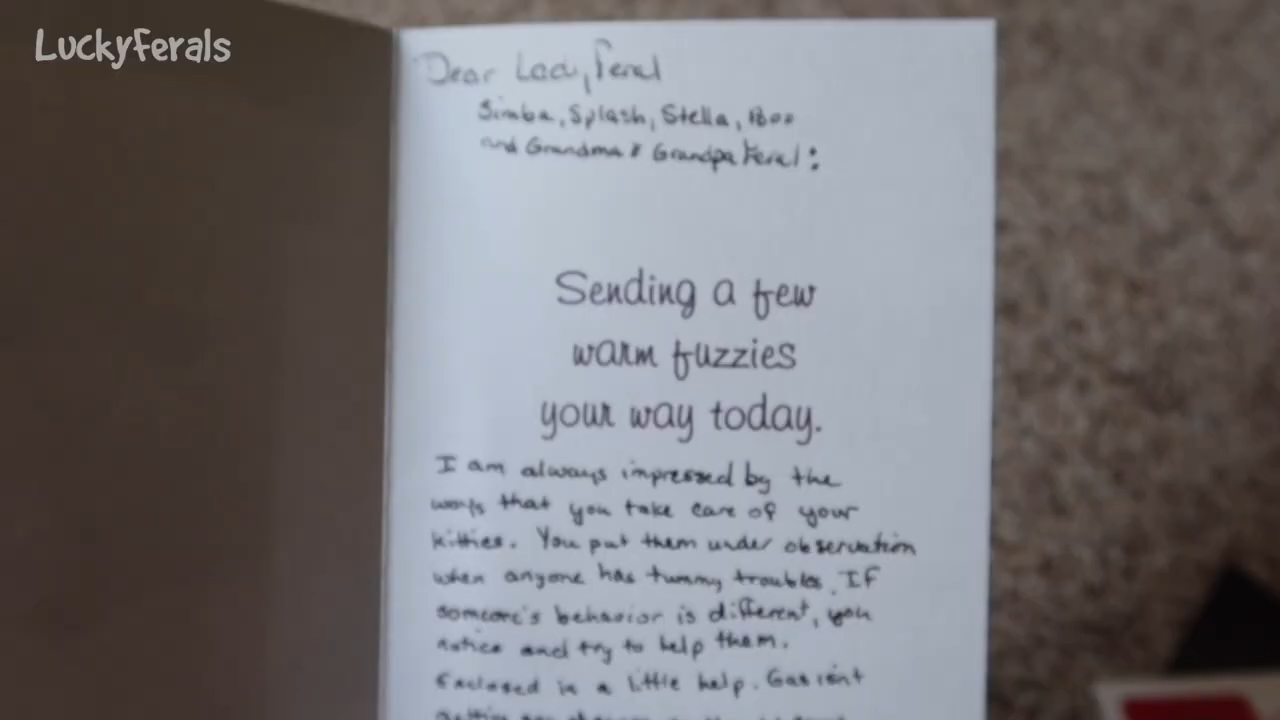 LuckyFerals
Dear Lady Feral
Simba, Splash, Stella, Boo
and Grandma & Grandpa Feral:
Sending a few
warm fuzzies
your way today.
I am always impressed by the
ways that you take care of your
kitties. You put them under observation
when anyone has tummy troubles. If
someone's behavior is different, you
notice and try to help them.
Enclosed is a little help. Gas isn't